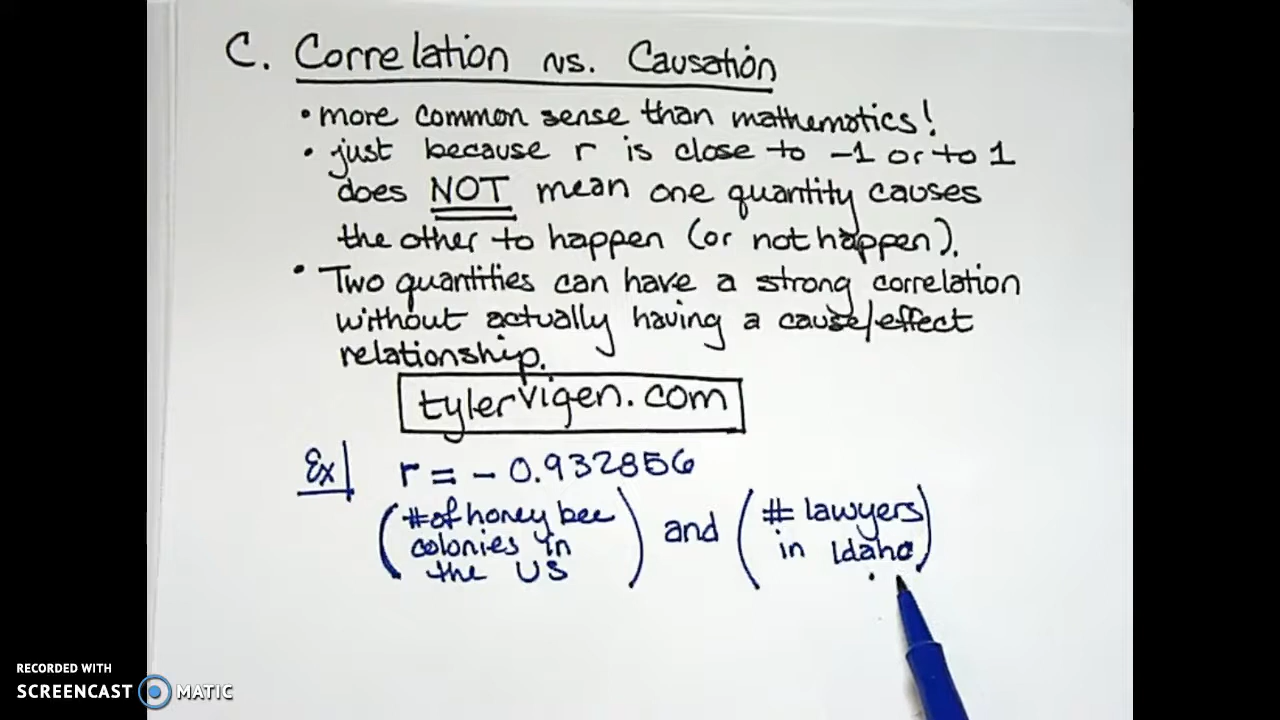 C. Correlation vs. Causation
• more common sense than mathematics!
• just because r is close to -1 or to 1
does NOT mean one quantity causes
the other to happen (or not happen).
• Two quantities can have a strong correlation
without actually having a cause/effect
relationship.
tylervigen.com
Ex| r = -0.932856
(# of honey bee colonies in the US) and (# lawyers in Idaho)
RECORDED WITH
SCREENCAST MATIC